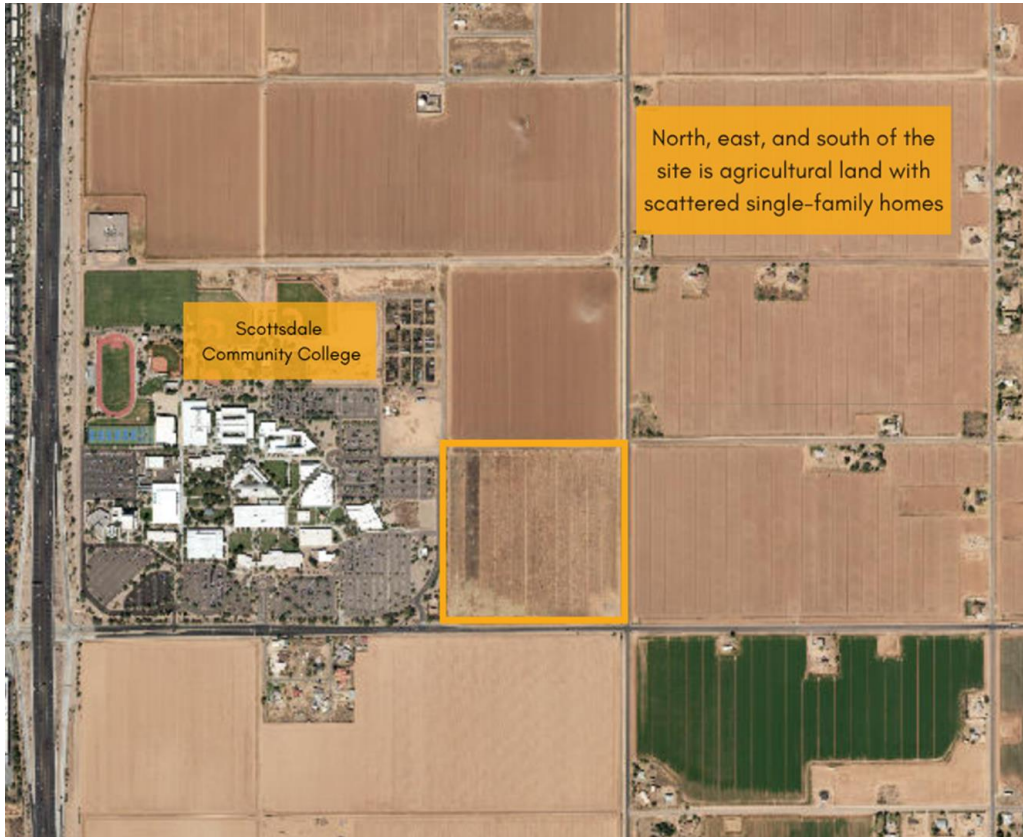 North, east, and south of the
site is agricultural land with
scattered single-family homes
Scottsdale
Community College